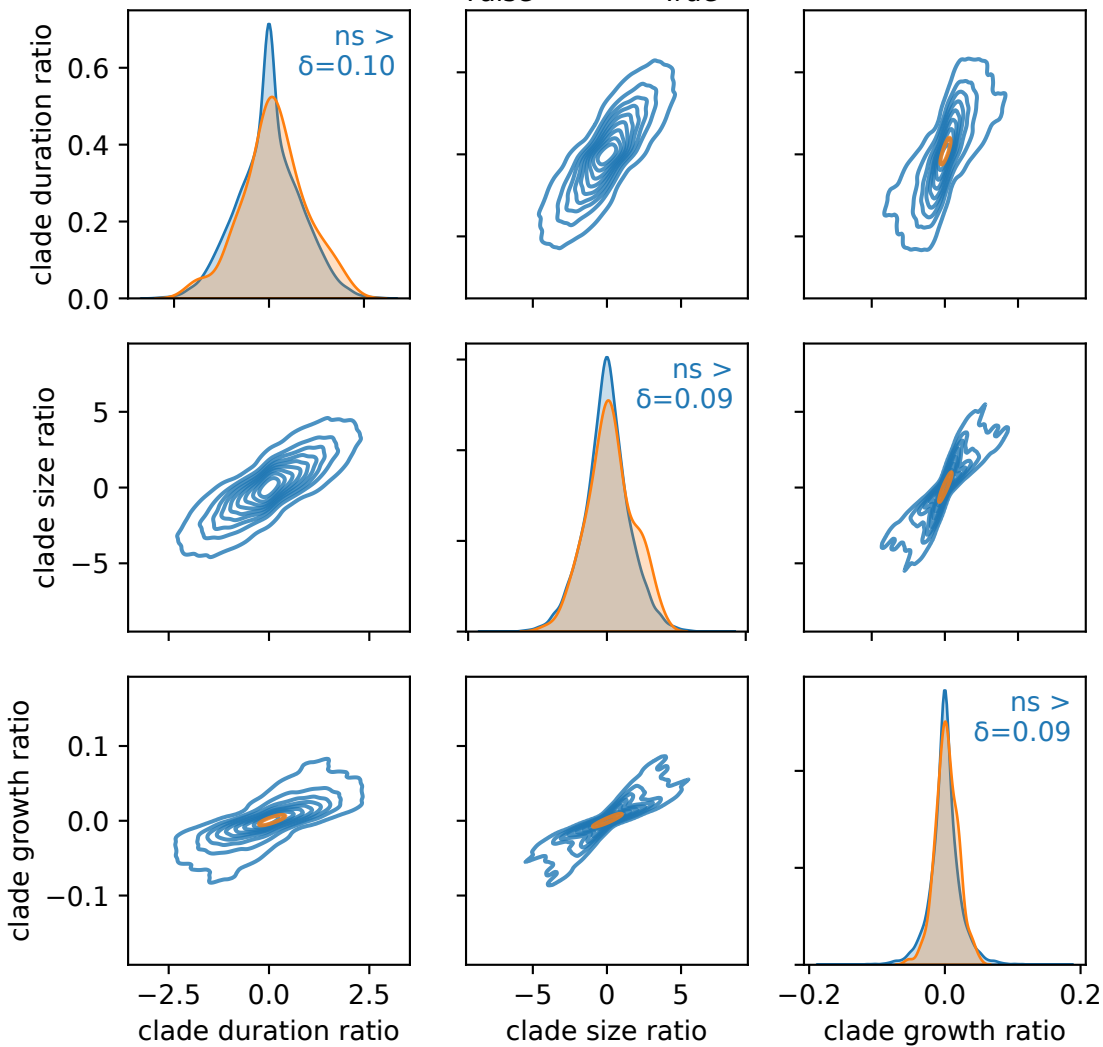 clade duration ratio
0.6
0.4
0.2
0.0
ns >
δ=0.10
clade size ratio
5
0
−5
ns >
δ=0.09
clade growth ratio
0.1
0.0
−0.1
ns >
δ=0.09
−2.5 0.0 2.5
−5 0 5
−0.2 0.0 0.2
clade duration ratio
clade size ratio
clade growth ratio